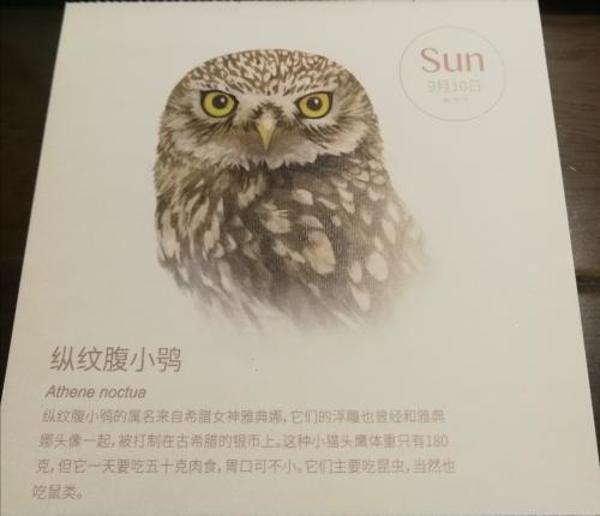 Sun
9月10日
纵纹腹小鸮
Athene noctua
纵纹腹小鸮的属名来自希腊女神雅典娜,它们的浮雕也曾经和雅典
娜头像一起,被打制在古希腊的银币上。这种小猫头鹰体重只有180
克,但它一天要吃五十克肉食,胃口可不小。它们主要吃昆虫,当然也
吃鼠类。